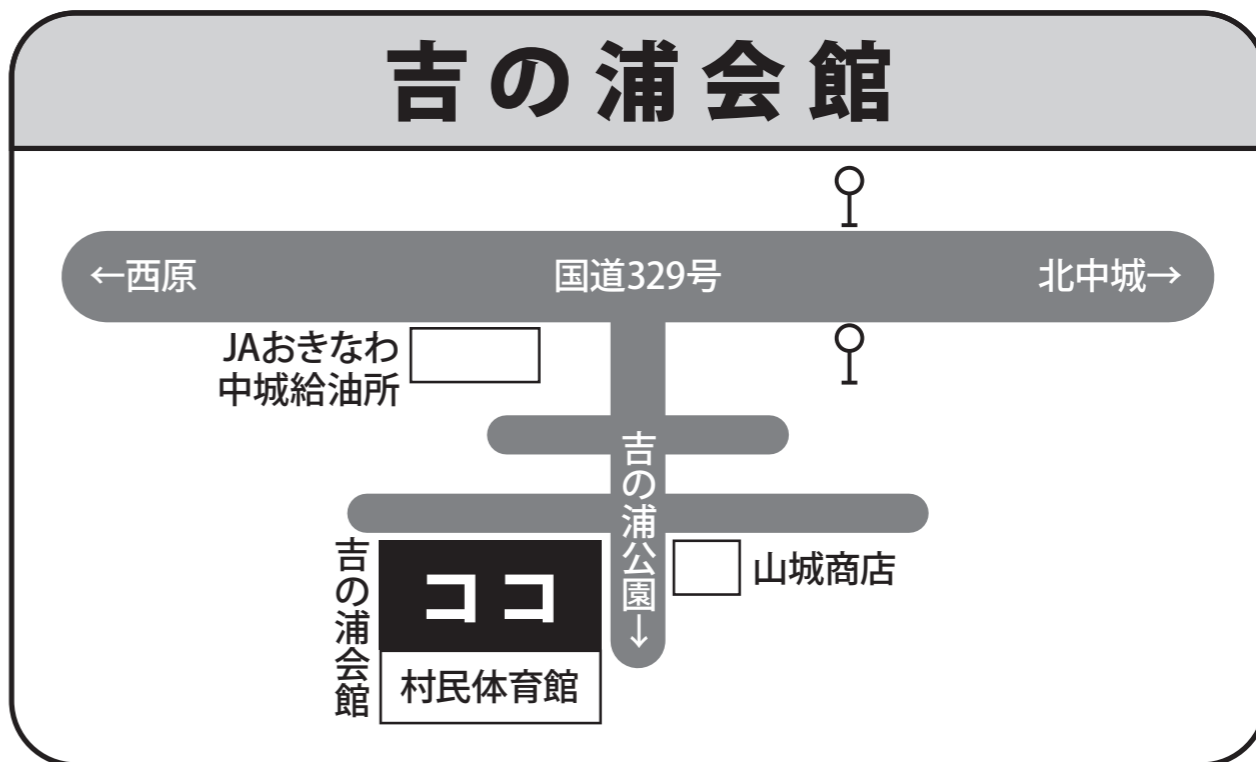 吉の浦会館
←西原
国道329号
北中城→
JAおきなわ
中城給油所
吉の浦公園↓
吉の浦会館
ココ
山城商店
村民体育館